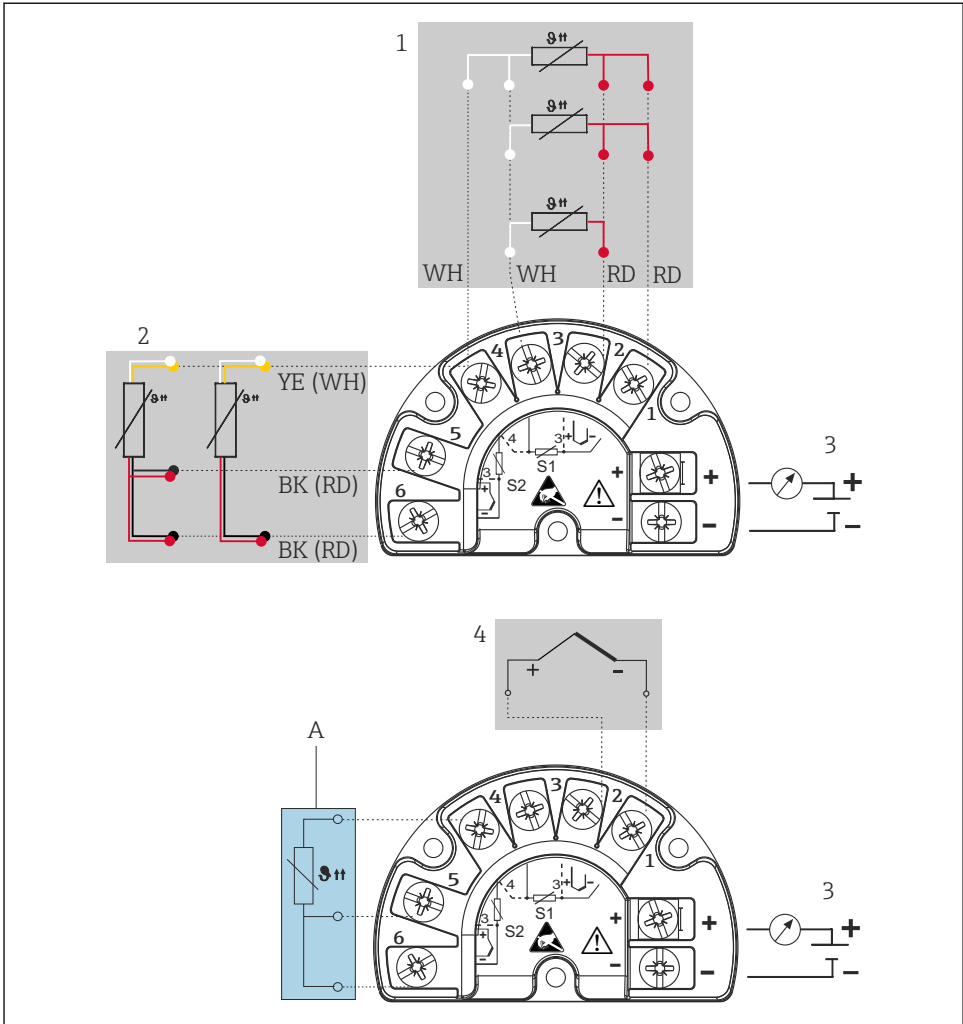 1
ϑ
ϑ
ϑ
WH WH RD RD
2
ϑ ϑ
YE (WH)
BK (RD)
BK (RD)
6 5 4 3 2 1
4 3 + -
S1
3 S2
+ -
+ +
- -
3
+
-
4
+ -
A
ϑ
6 5 4 3 2 1
4 3 + -
S1
3 S2
+ -
+ +
- -
3
+
-